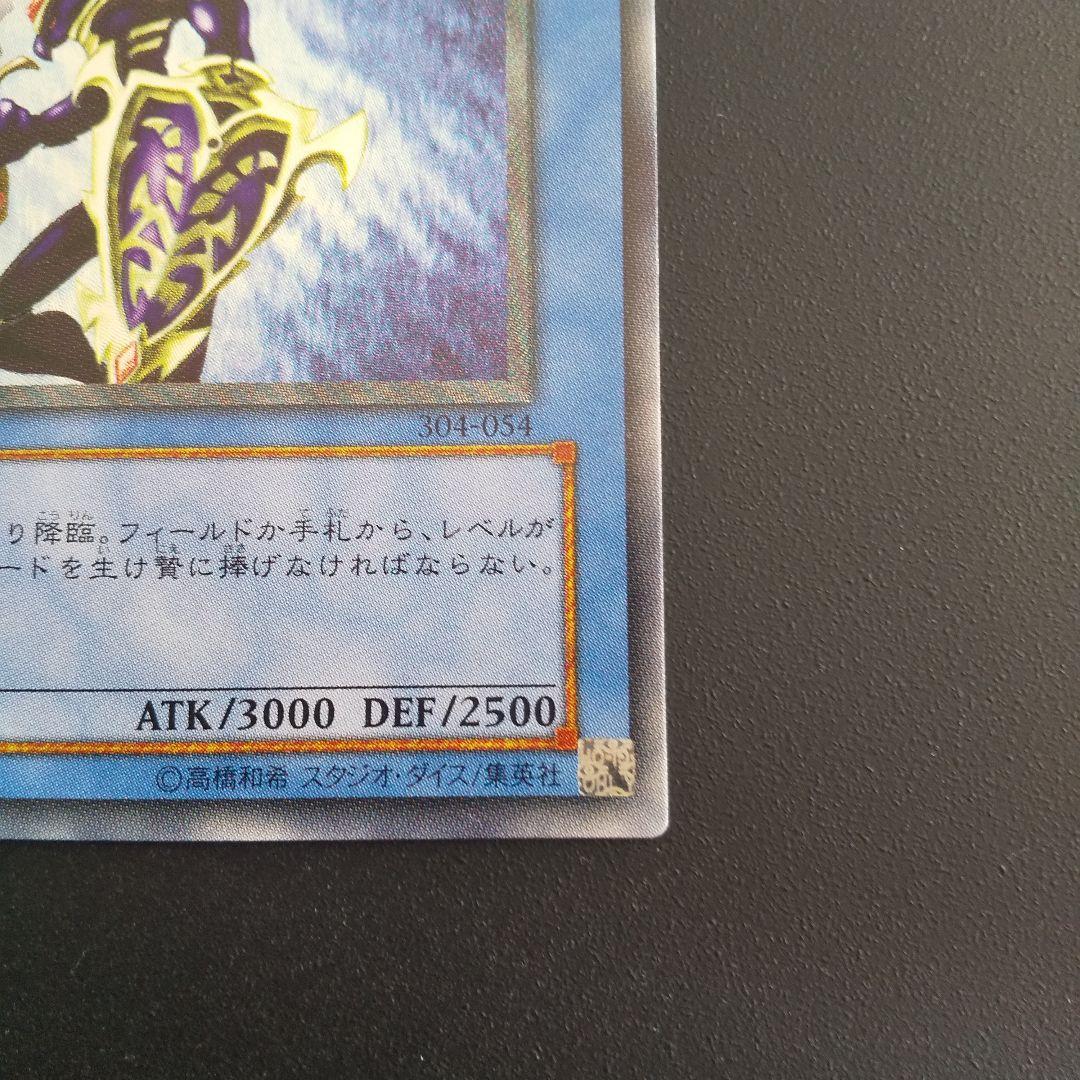 304-054
り降臨。フィールドか手札から、レベルが
ードを生け贄に捧げなければならない。
ATK/3000 DEF/2500
©高橋和希 スタジオ・ダイス/集英社